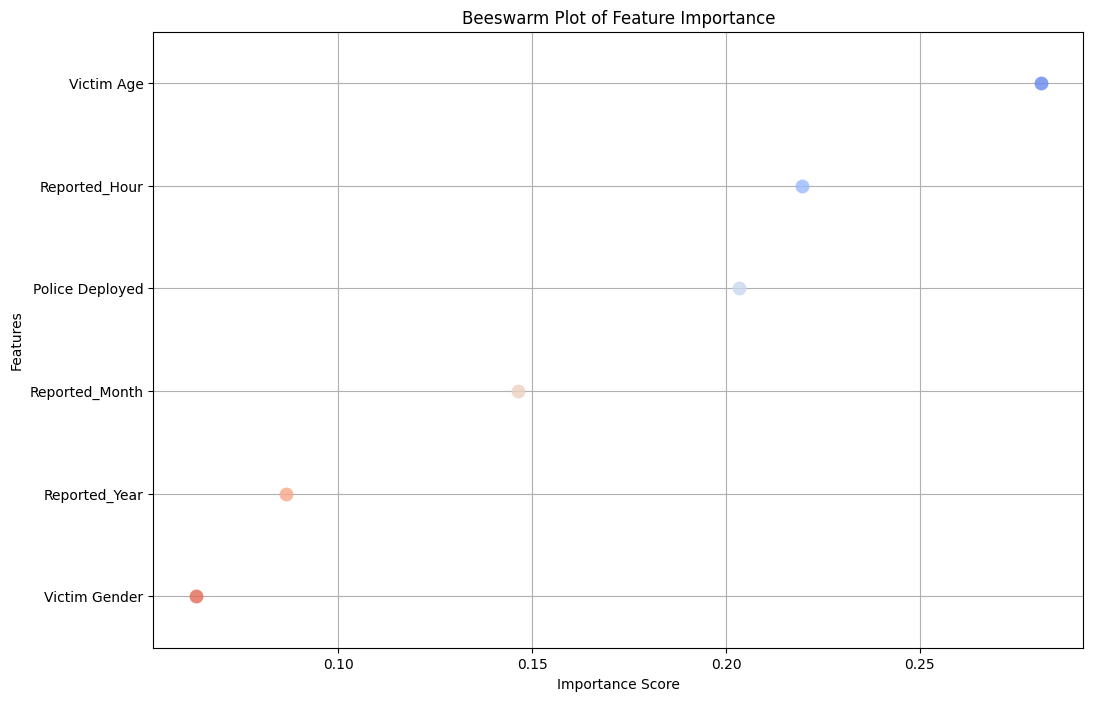 Beeswarm Plot of Feature Importance
Features
Victim Age
Reported_Hour
Police Deployed
Reported_Month
Reported_Year
Victim Gender
0.10 0.15 0.20 0.25
Importance Score